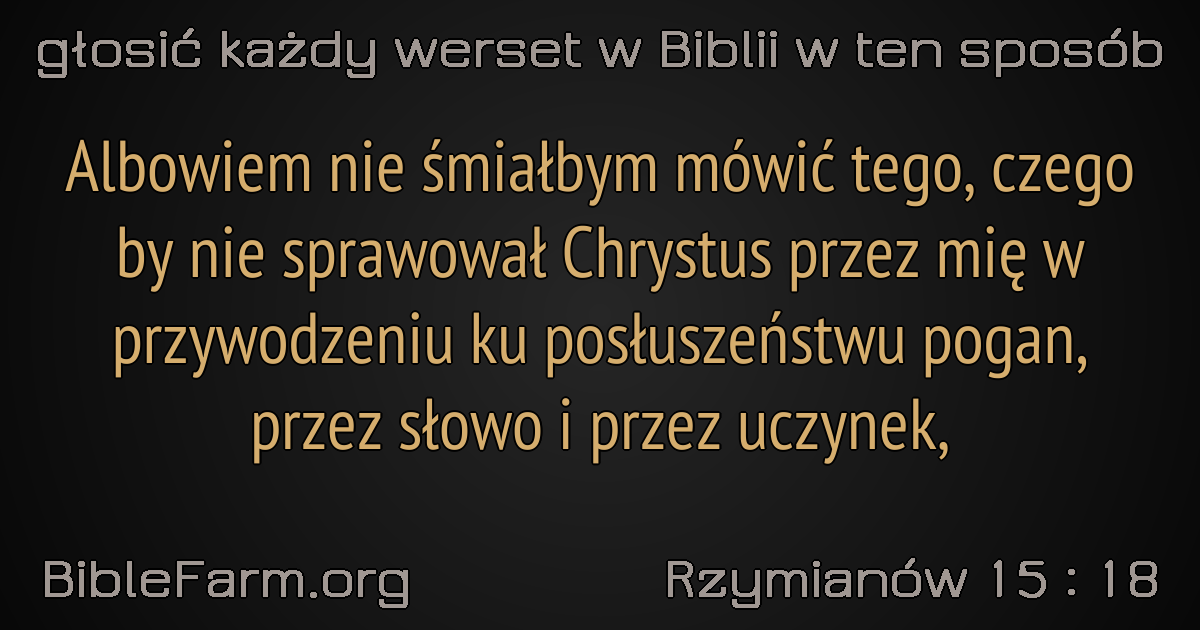 głosić każdy werset w Biblii w ten sposób
Albowiem nie śmiałbym mówić tego, czego
by nie sprawował Chrystus przez mię w
przywodzeniu ku posłuszeństwu pogan,
przez słowo i przez uczynek,
BibleFarm.org
Rzymianów 15 : 18